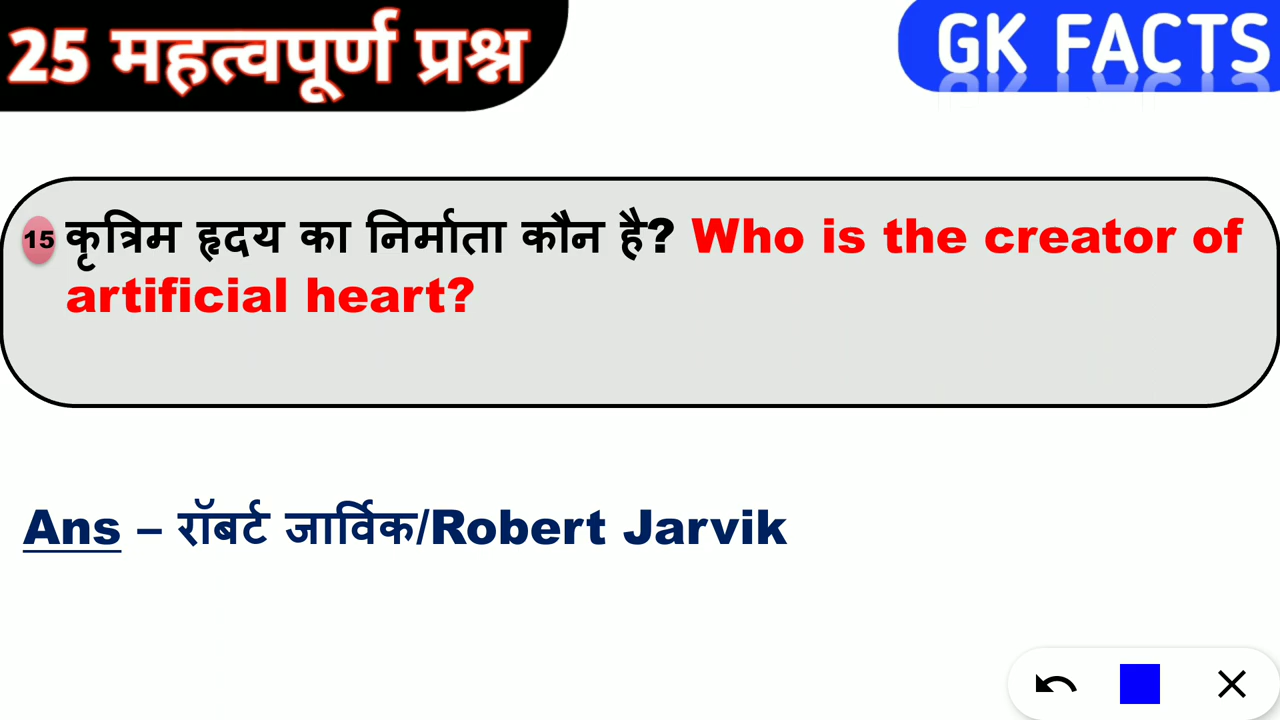 25 महत्वपूर्ण प्रश्न
GK FACTS
15 कृत्रिम हृदय का निर्माता कौन है? Who is the creator of
artificial heart?
Ans – रॉबर्ट जार्विक/Robert Jarvik